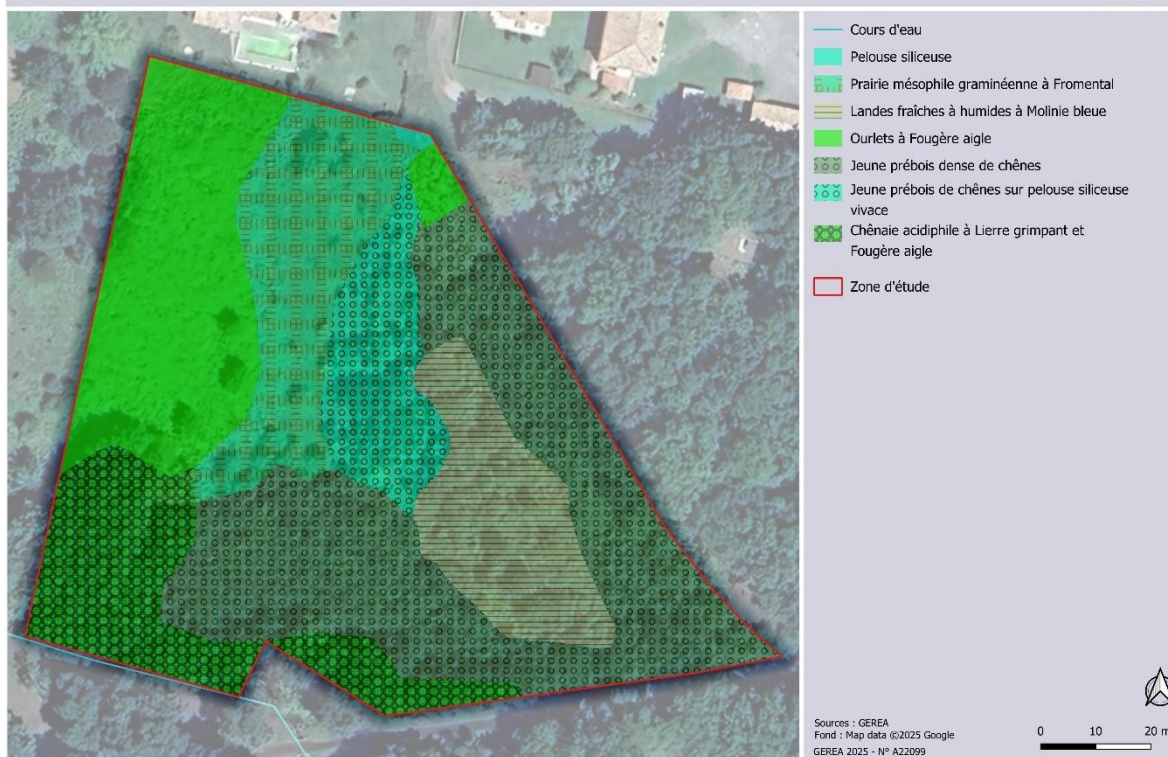 Cours d'eau
Pelouse siliceuse
Prairie mésophile graminéenne à Fromental
Landes fraîches à humides à Molinie bleue
Ourlets à Fougère aigle
Jeune prébois dense de chênes
Jeune prébois de chênes sur pelouse siliceuse
vivace
Chênaie acidiphile à Lierre grimpant et
Fougère aigle
Zone d'étude
Sources : GEREA
Fond : Map data ©2025 Google
GEREA 2025 - N° A22099
0 10 20 m